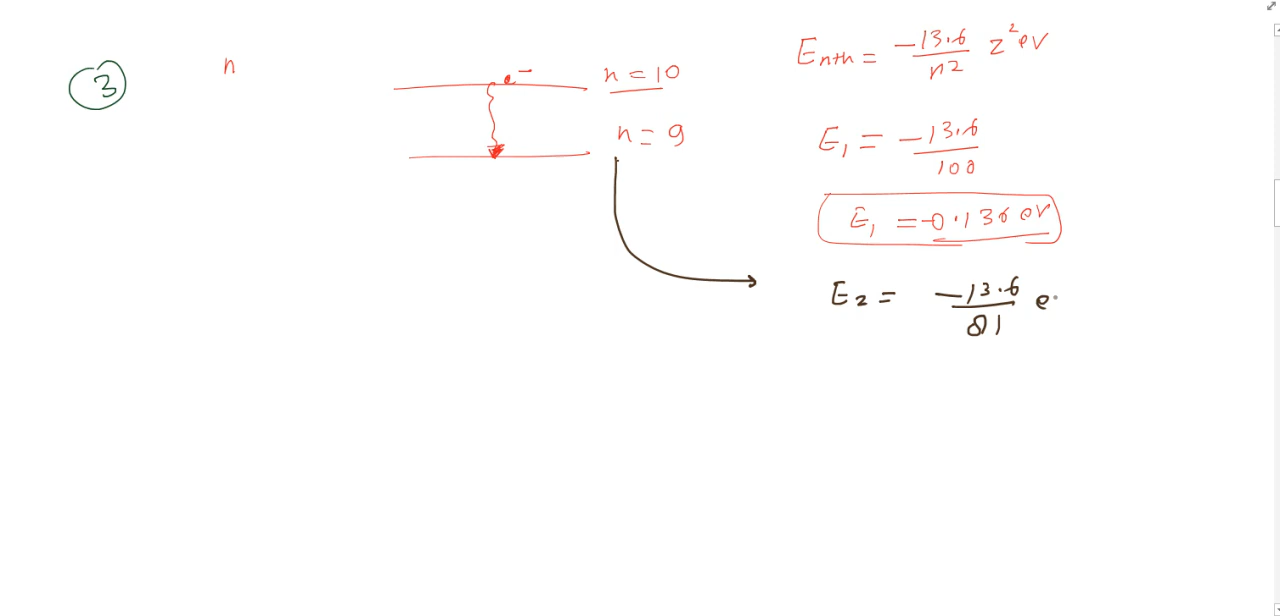 3
n
e⁻
n = 10
n = 9
Enth = -13.6/n² z² eV
E₁ = -13.6/100
E₁ = -0.136 eV
E₂ = -13.6/81 e